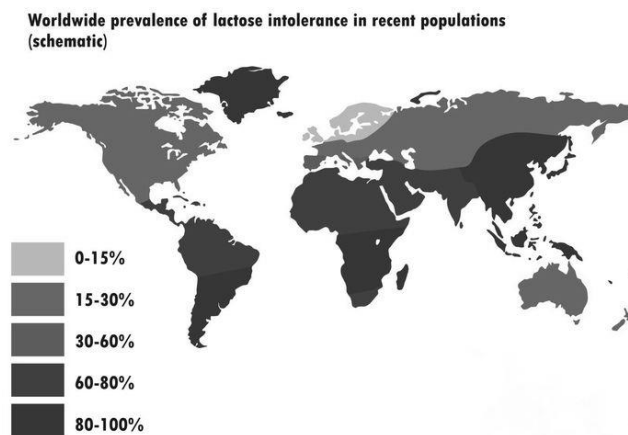 Worldwide prevalence of lactose intolerance in recent populations
(schematic)
0-15%
15-30%
30-60%
60-80%
80-100%